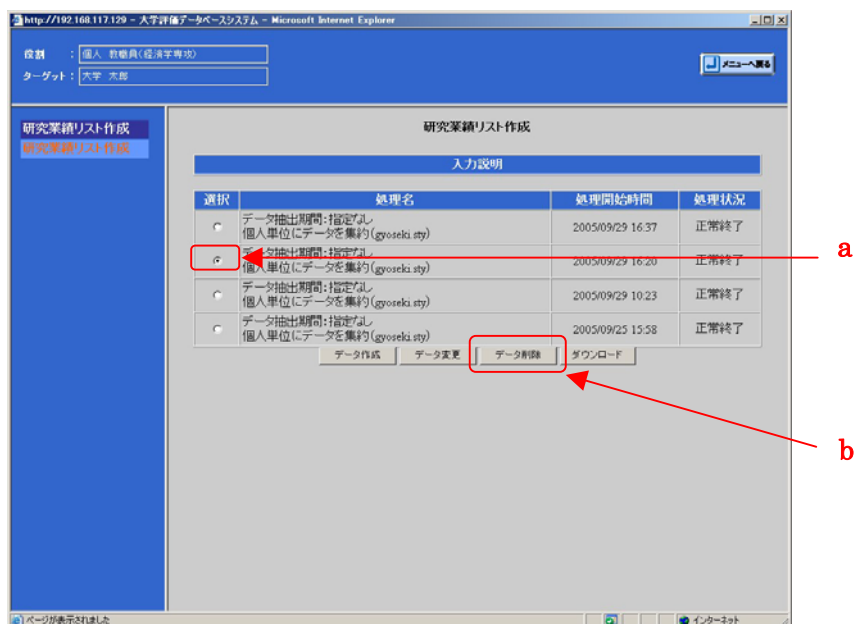 http://192.168.117.129 - 大学評価データベースシステム - Microsoft Internet Explorer
役割 : 個人 教職員(経済学専攻)
ターゲット : 大学 太郎
メニューへ戻る
研究業績リスト作成
研究業績リスト作成
研究業績リスト作成
入力説明
選択 処理名 処理開始時間 処理状況
データ抽出期間:指定なし
個人単位にデータを集約(gyoseki.sty) 2005/09/29 16:37 正常終了
データ抽出期間:指定なし
個人単位にデータを集約(gyoseki.sty) 2005/09/29 16:20 正常終了
データ抽出期間:指定なし
個人単位にデータを集約(gyoseki.sty) 2005/09/29 10:23 正常終了
データ抽出期間:指定なし
個人単位にデータを集約(gyoseki.sty) 2005/09/25 15:58 正常終了
データ作成 データ変更 データ削除 ダウンロード
a
b
ページが表示されました インターネット